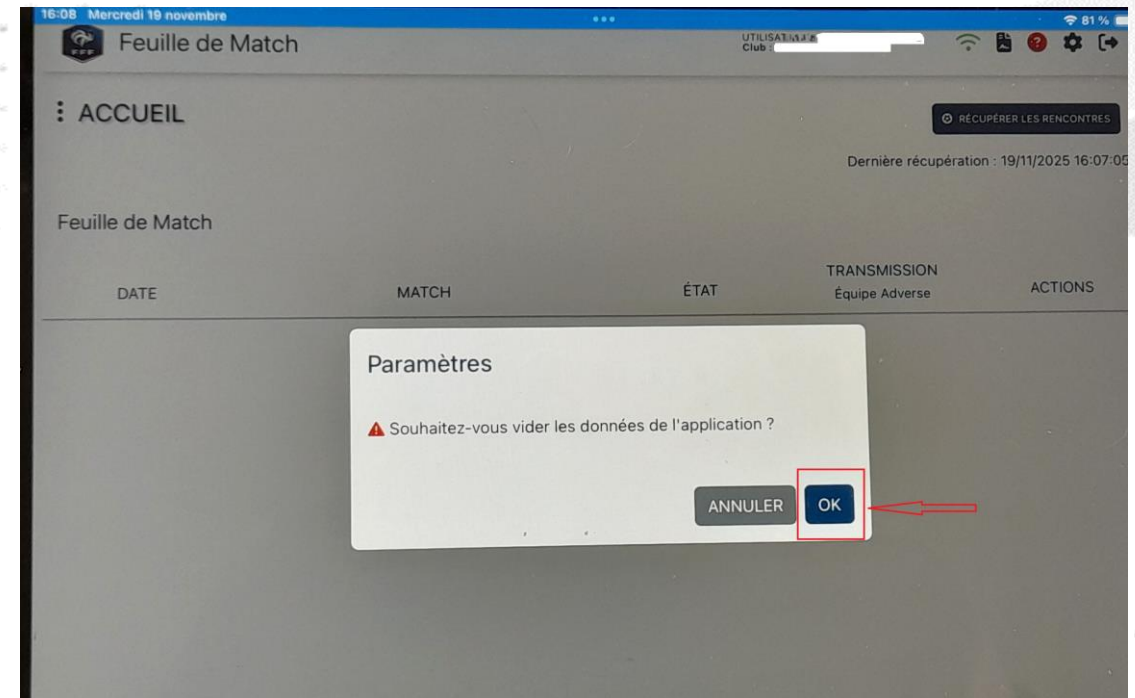 16:08 Mercredi 19 novembre
81 %
FFF
Feuille de Match
Club :
ACCUEIL
RÉCUPÉRER LES RENCONTRES
Dernière récupération : 19/11/2025 16:07:05
Feuille de Match
DATE
MATCH
ÉTAT
TRANSMISSION
Équipe Adverse
ACTIONS
Paramètres
Souhaitez-vous vider les données de l'application ?
ANNULER
OK